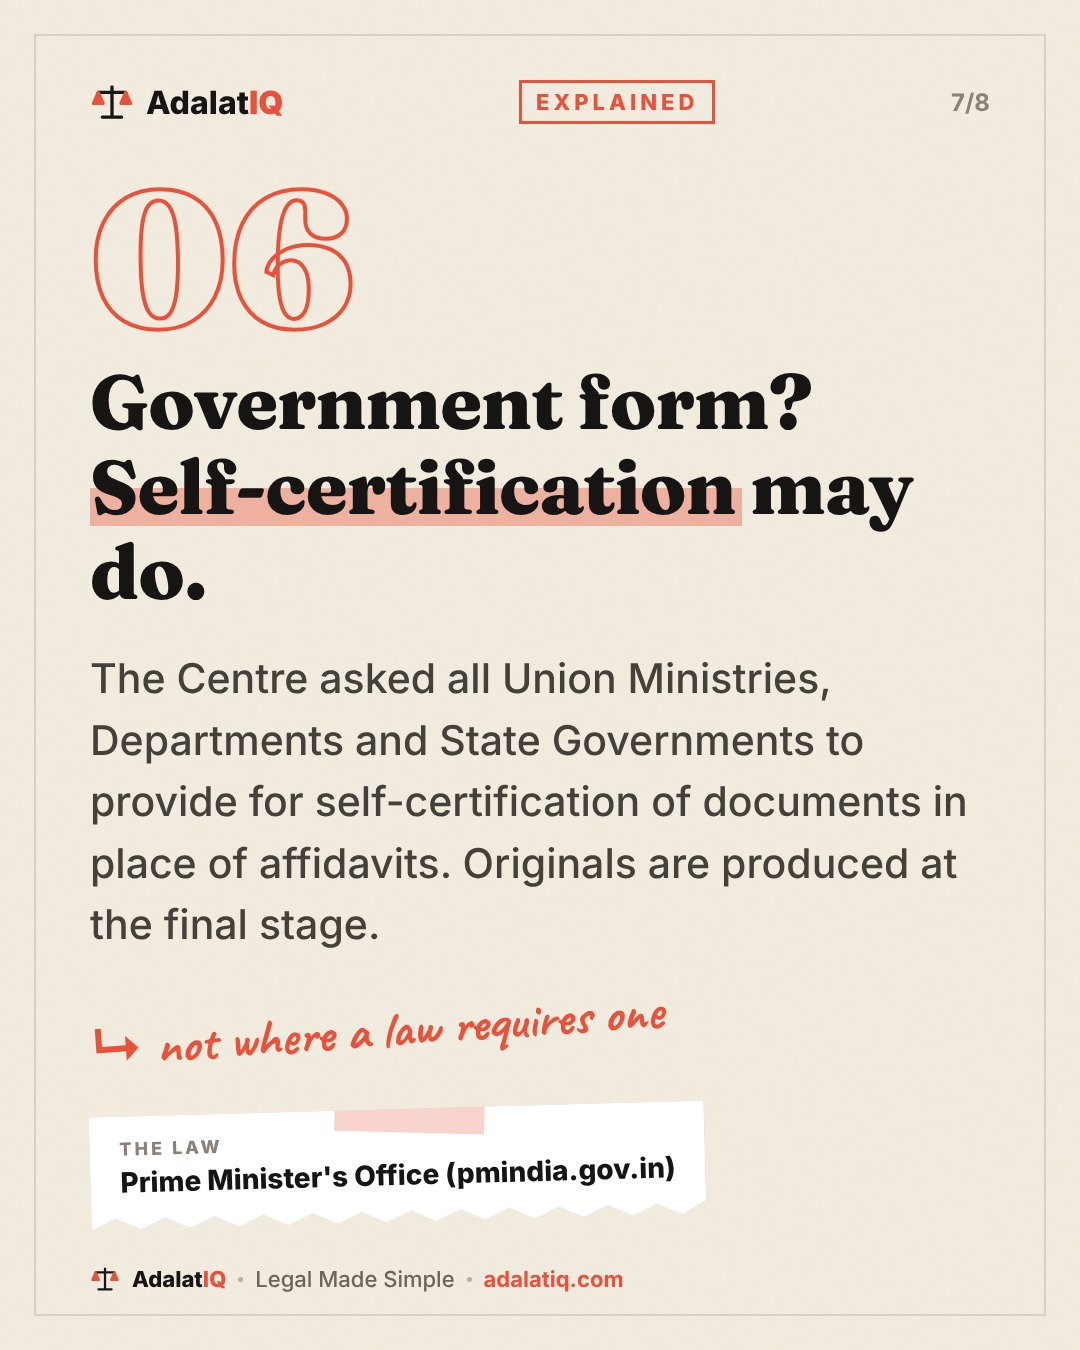 AdalatIQ
EXPLAINED
7/8
06
Government form?
Self-certification may
do.
The Centre asked all Union Ministries,
Departments and State Governments to
provide for self-certification of documents in
place of affidavits. Originals are produced at
the final stage.
↳ not where a law requires one
THE LAW
Prime Minister's Office (pmindia.gov.in)
AdalatIQ • Legal Made Simple • adalatiq.com